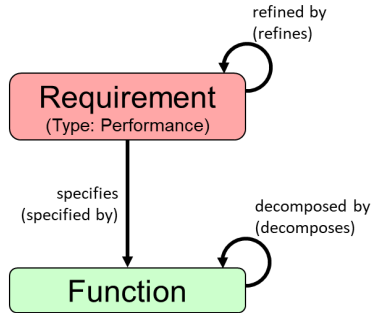 refined by
(refines)
Requirement
(Type: Performance)
specifies
(specified by)
decomposed by
(decomposes)
Function